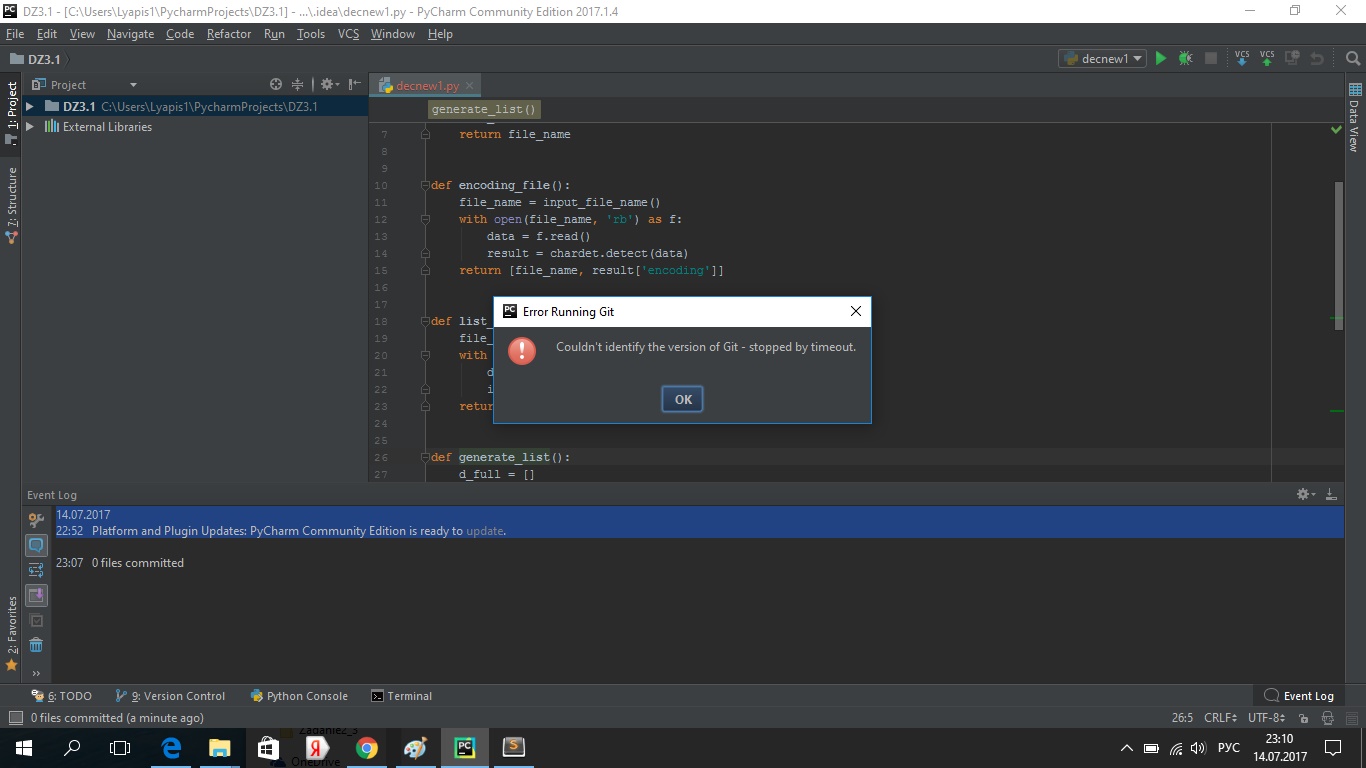 DZ3.1 - [C:\Users\Lyapis1\PycharmProjects\DZ3.1] - ...\.idea\decnew1.py - PyCharm Community Edition 2017.1.4
File Edit View Navigate Code Refactor Run Tools VCS Window Help
DZ3.1
decnew1
VCS VCS
1: Project
Project
decnew1.py
DZ3.1 C:\Users\Lyapis1\PycharmProjects\DZ3.1
External Libraries
7: Structure
2: Favorites
Data View
generate_list()
7 return file_name
8
9
10 def encoding_file():
11 file_name = input_file_name()
12 with open(file_name, 'rb') as f:
13 data = f.read()
14 result = chardet.detect(data)
15 return [file_name, result['encoding']]
16
17
18 def list_
19 file_
20 with
21 d
22 i
23 retur
24
25
26 def generate_list():
27 d_full = []
Error Running Git
Couldn't identify the version of Git - stopped by timeout.
OK
Event Log
14.07.2017
22:52 Platform and Plugin Updates: PyCharm Community Edition is ready to update.
23:07 0 files committed
6: TODO 9: Version Control Python Console Terminal Event Log
0 files committed (a minute ago) 26:5 CRLF UTF-8
Zadanie2_3
OneDrive
РУС
23:10
14.07.2017